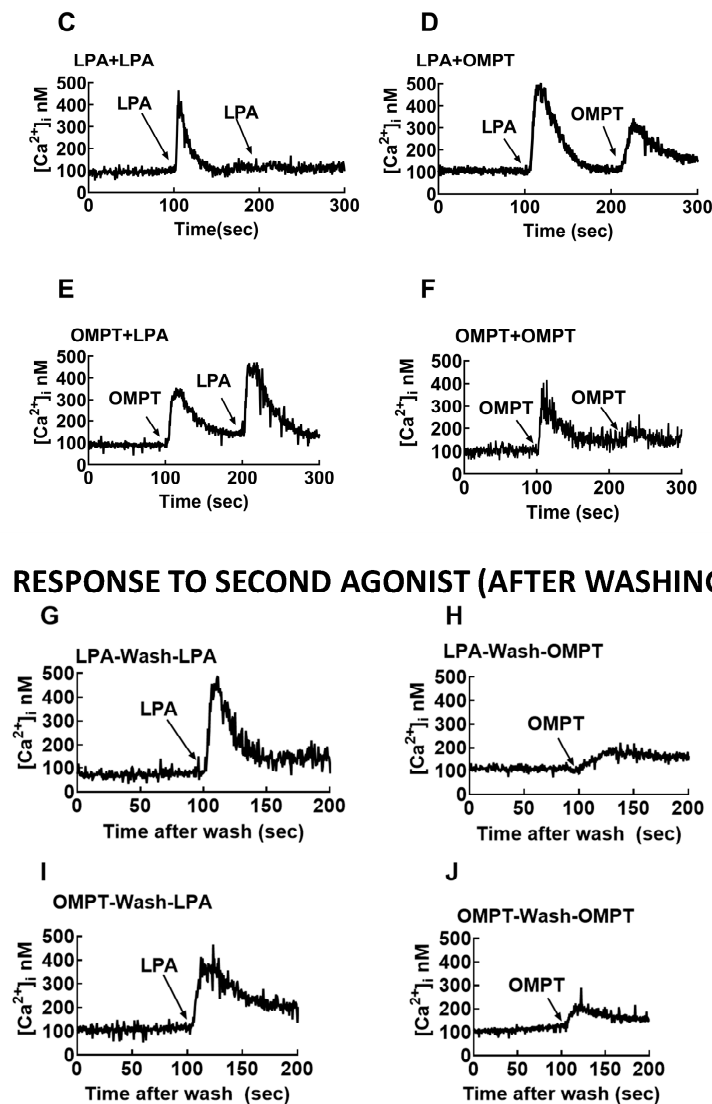 C
LPA+LPA
[Ca2+]i nM
500
400
300
200
100
0
LPA
LPA
0 100 200 300
Time(sec)
D
LPA+OMPT
[Ca2+]i nM
500
400
300
200
100
0
LPA
OMPT
0 100 200 300
Time (sec)
E
OMPT+LPA
[Ca2+]i nM
500
400
300
200
100
0
OMPT
LPA
0 100 200 300
Time (sec)
F
OMPT+OMPT
[Ca2+]i nM
500
400
300
200
100
0
OMPT
OMPT
0 100 200 300
Time (sec)
RESPONSE TO SECOND AGONIST (AFTER WASHING
G
LPA-Wash-LPA
[Ca2+]i nM
500
400
300
200
100
0
LPA
0 50 100 150 200
Time after wash (sec)
H
LPA-Wash-OMPT
[Ca2+]i nM
500
400
300
200
100
0
OMPT
0 50 100 150 200
Time after wash (sec)
I
OMPT-Wash-LPA
[Ca2+]i nM
500
400
300
200
100
0
LPA
0 50 100 150 200
Time after wash (sec)
J
OMPT-Wash-OMPT
[Ca2+]i nM
500
400
300
200
100
0
OMPT
0 50 100 150 200
Time after wash (sec)